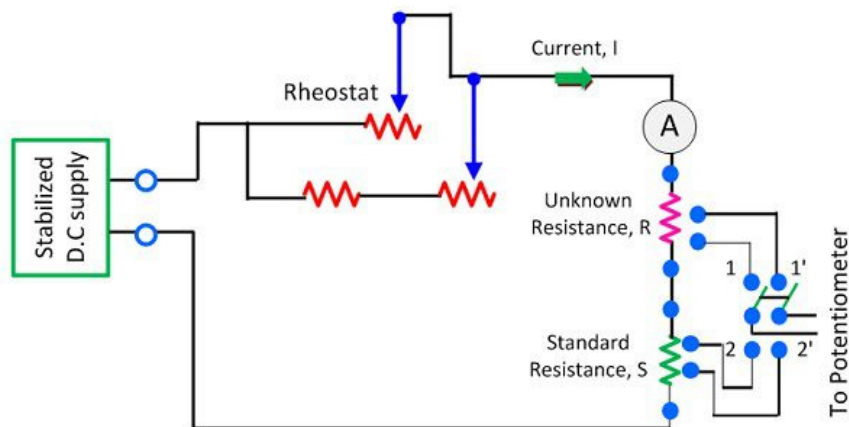 Current, I
Rheostat
A
Stabilized
D.C supply
Unknown
Resistance, R
1
1'
Standard
Resistance, S
2
2'
To Potentiometer